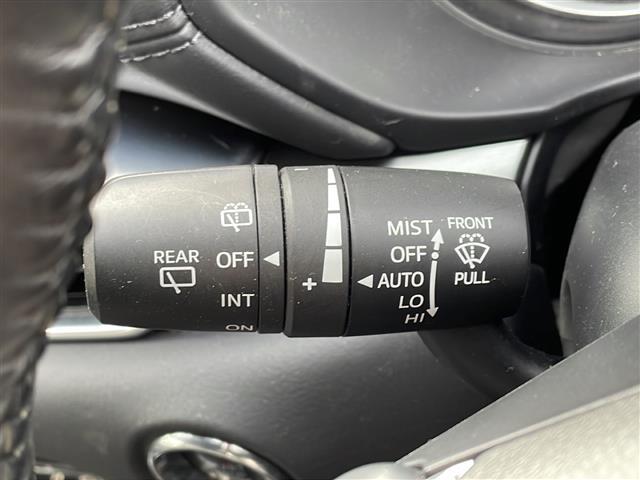 REAR
OFF
INT
ON
-
+
MIST
OFF
AUTO
LO
HI
FRONT
PULL